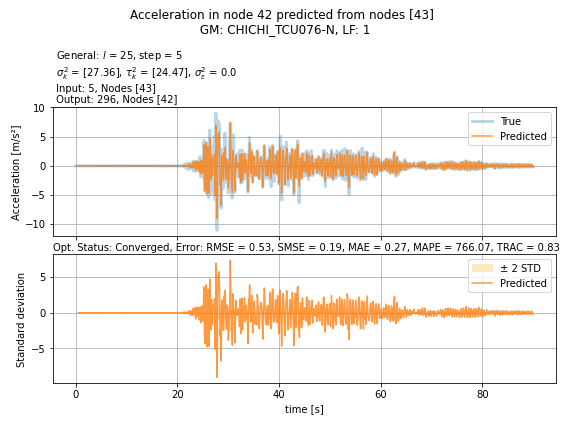 Acceleration in node 42 predicted from nodes [43]
GM: CHICHI_TCU076-N, LF: 1
General: l = 25, step = 5
σ²ₖ = [27.36], τ²ₖ = [24.47], σ²ε = 0.0
Input: 5, Nodes [43]
Output: 296, Nodes [42]
10
5
0
−5
−10
Acceleration [m/s²]
True
Predicted
Opt. Status: Converged, Error: RMSE = 0.53, SMSE = 0.19, MAE = 0.27, MAPE = 766.07, TRAC = 0.83
5
0
−5
Standard deviation
± 2 STD
Predicted
0 20 40 60 80
time [s]